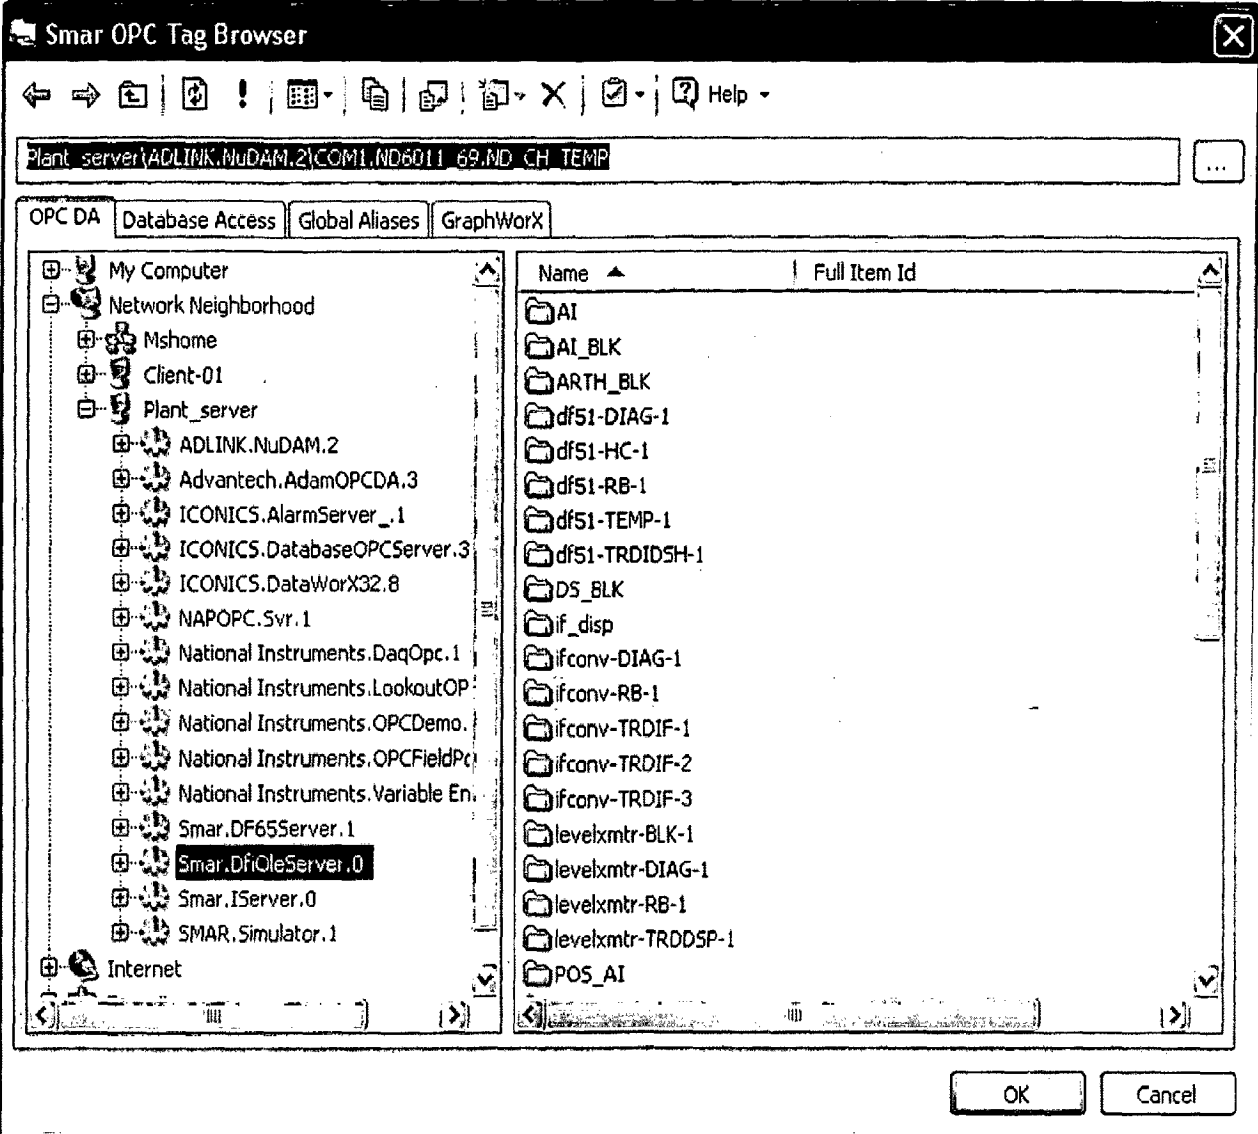 Smar OPC Tag Browser
Help
Plant_server\ADLINK.NuDAM.2\COM1.ND6011_69.ND_CH_TEMP
...
OPC DA
Database Access
Global Aliases
GraphWorX
My Computer
Network Neighborhood
Mshome
Client-01
Plant_server
ADLINK.NuDAM.2
Advantech.AdamOPCDA.3
ICONICS.AlarmServer_.1
ICONICS.DatabaseOPCServer.3
ICONICS.DataWorX32.8
NAPOPC.Svr.1
National Instruments.DaqOpc.1
National Instruments.LookoutOP
National Instruments.OPCDemo.
National Instruments.OPCFieldPo
National Instruments.Variable En
Smar.DF65Server.1
Smar.DfiOleServer.0
Smar.IServer.0
SMAR.Simulator.1
Internet
Name
Full Item Id
AI
AI_BLK
ARTH_BLK
df51-DIAG-1
df51-HC-1
df51-RB-1
df51-TEMP-1
df51-TRDIDSH-1
DS_BLK
if_disp
ifconv-DIAG-1
ifconv-RB-1
ifconv-TRDIF-1
ifconv-TRDIF-2
ifconv-TRDIF-3
levelxmtr-BLK-1
levelxmtr-DIAG-1
levelxmtr-RB-1
levelxmtr-TRDDSP-1
POS_AI
OK
Cancel